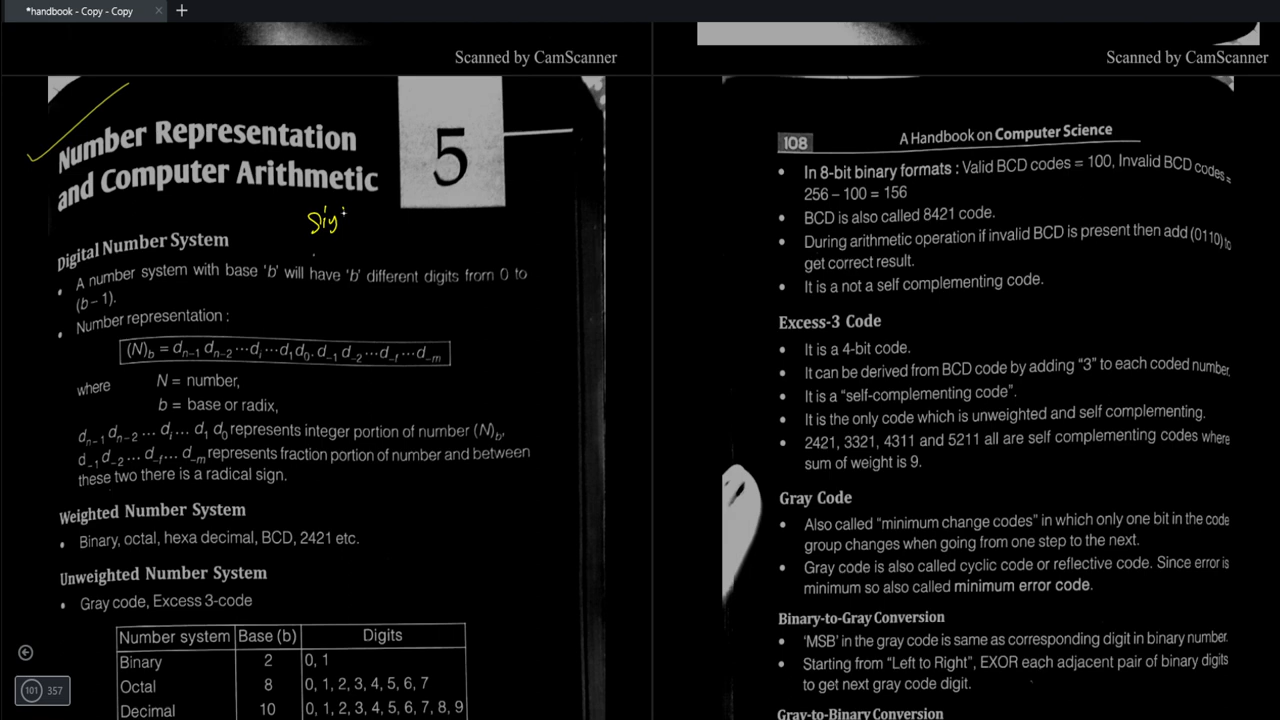 *handbook - Copy - Copy
Scanned by CamScanner
Scanned by CamScanner
Number Representation
and Computer Arithmetic
5
Siy
Digital Number System
• A number system with base 'b' will have 'b' different digits from 0 to
(b – 1).
• Number representation :
(N)b = dn–1 dn–2 ⋯di ⋯d1d0. d–1 d–2 ⋯d–f ⋯d–m
where N = number,
b = base or radix,
dn–1 dn–2 ... di ... d1 d0 represents integer portion of number (N)b,
d–1 d–2 ... d–f ... d–m represents fraction portion of number and between
these two there is a radical sign.
Weighted Number System
• Binary, octal, hexa decimal, BCD, 2421 etc.
Unweighted Number System
• Gray code, Excess 3-code
Number system Base (b) Digits
Binary 2 0, 1
Octal 8 0, 1, 2, 3, 4, 5, 6, 7
Decimal 10 0, 1, 2, 3, 4, 5, 6, 7, 8, 9
101 357
108 A Handbook on Computer Science
• In 8-bit binary formats : Valid BCD codes = 100, Invalid BCD codes =
256 – 100 = 156
• BCD is also called 8421 code.
• During arithmetic operation if invalid BCD is present then add (0110) to
get correct result.
• It is a not a self complementing code.
Excess-3 Code
• It is a 4-bit code.
• It can be derived from BCD code by adding "3" to each coded number.
• It is a "self-complementing code".
• It is the only code which is unweighted and self complementing.
• 2421, 3321, 4311 and 5211 all are self complementing codes where
sum of weight is 9.
Gray Code
• Also called "minimum change codes" in which only one bit in the code
group changes when going from one step to the next.
• Gray code is also called cyclic code or reflective code. Since error is
minimum so also called minimum error code.
Binary-to-Gray Conversion
• 'MSB' in the gray code is same as corresponding digit in binary number.
• Starting from "Left to Right", EXOR each adjacent pair of binary digits
to get next gray code digit.
Gray-to-Binary Conversion